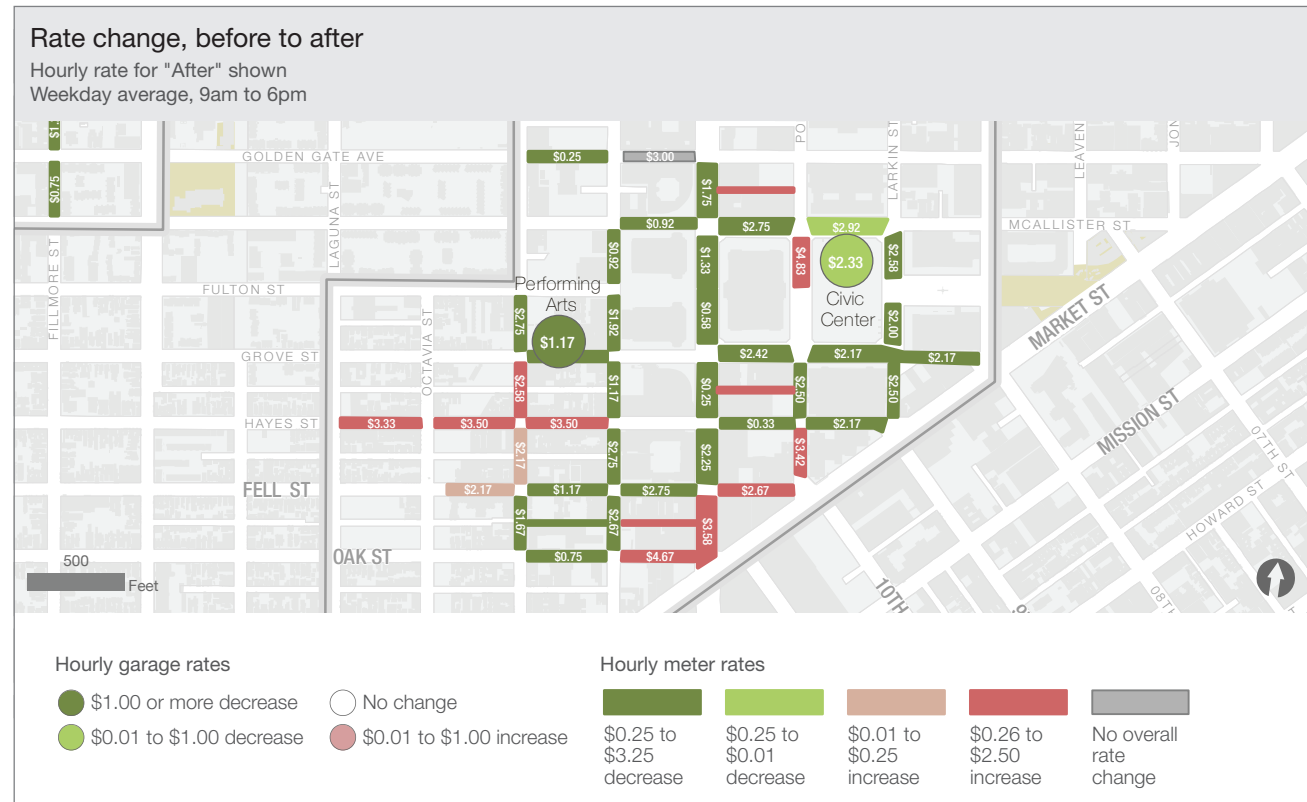 Rate change, before to after
Hourly rate for "After" shown
Weekday average, 9am to 6pm
$1.
$0.75
GOLDEN GATE AVE
$0.25
$3.00
PO
LARKIN ST
LEAVEN
JON
LAGUNA ST
$1.75
$0.92
$2.75
$2.92
MCALLISTER ST
FILLMORE ST
$0.92
$1.33
$4.83
$2.33
$2.58
Performing
Arts
Civic
Center
FULTON ST
$2.75
$1.92
$0.58
$2.00
MARKET ST
OCTAVIA ST
$1.17
GROVE ST
$2.42
$2.17
$2.17
$2.58
$1.17
$0.25
$2.50
$2.50
MISSION ST
HAYES ST
$3.33
$3.50
$3.50
$0.33
$2.17
07TH ST
$2.17
$2.75
$2.25
$3.42
FELL ST
$2.17
$1.17
$2.75
$2.67
HOWARD ST
$1.67
$2.67
$3.58
OAK ST
$0.75
$4.67
10TH
08TH
500
Feet
Hourly garage rates
$1.00 or more decrease
No change
$0.01 to $1.00 decrease
$0.01 to $1.00 increase
Hourly meter rates
$0.25 to
$3.25
decrease
$0.25 to
$0.01
decrease
$0.01 to
$0.25
increase
$0.26 to
$2.50
increase
No overall
rate
change